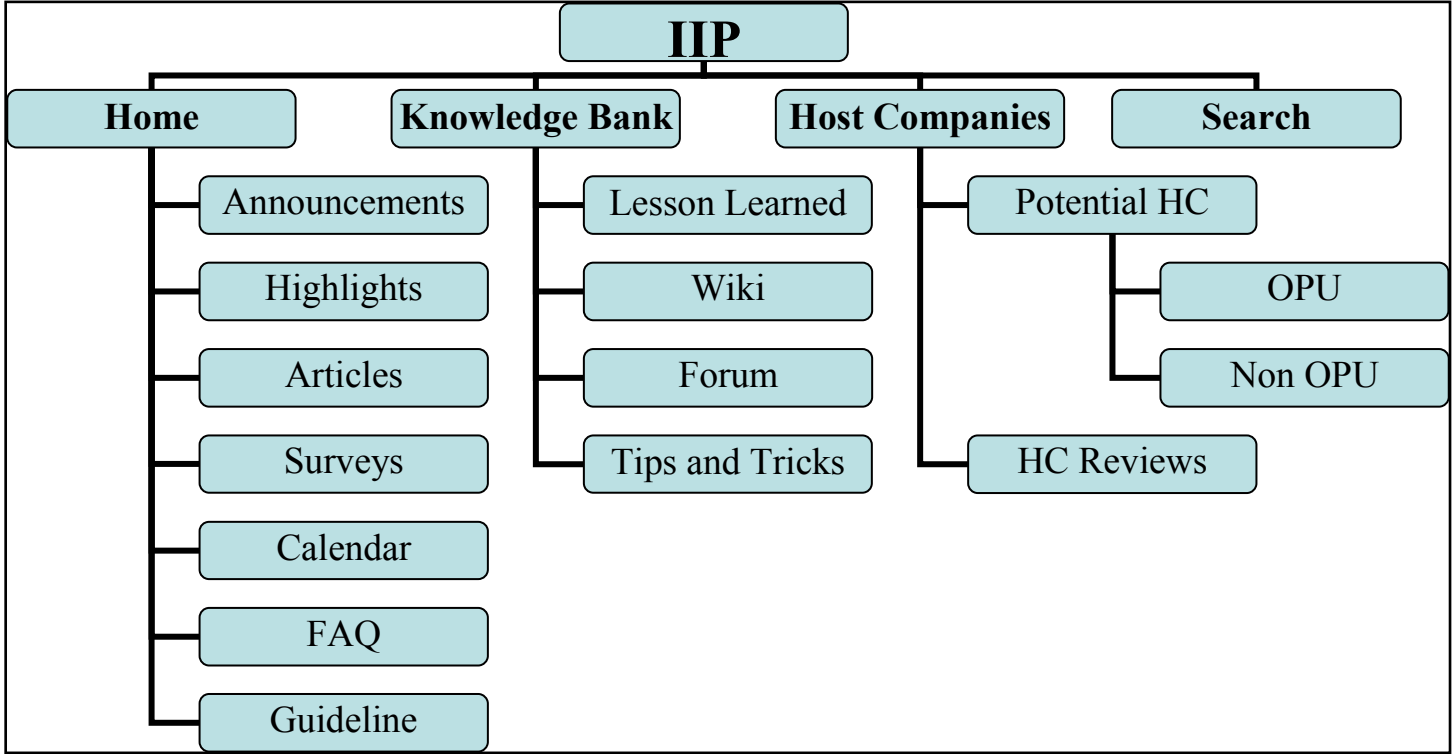 IIP
Home
Knowledge Bank
Host Companies
Search
Announcements
Highlights
Articles
Surveys
Calendar
FAQ
Guideline
Lesson Learned
Wiki
Forum
Tips and Tricks
Potential HC
OPU
Non OPU
HC Reviews